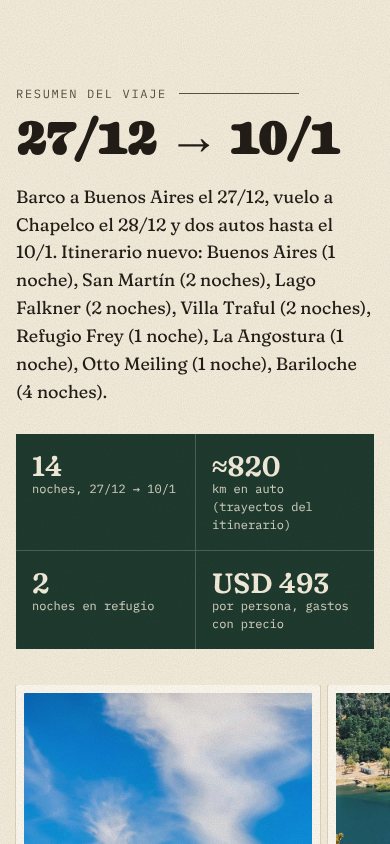 RESUMEN DEL VIAJE
27/12 → 10/1
Barco a Buenos Aires el 27/12, vuelo a
Chapelco el 28/12 y dos autos hasta el
10/1. Itinerario nuevo: Buenos Aires (1
noche), San Martín (2 noches), Lago
Falkner (2 noches), Villa Traful (2 noches),
Refugio Frey (1 noche), La Angostura (1
noche), Otto Meiling (1 noche), Bariloche
(4 noches).
14
noches, 27/12 → 10/1
≈820
km en auto
(trayectos del
itinerario)
2
noches en refugio
USD 493
por persona, gastos
con precio